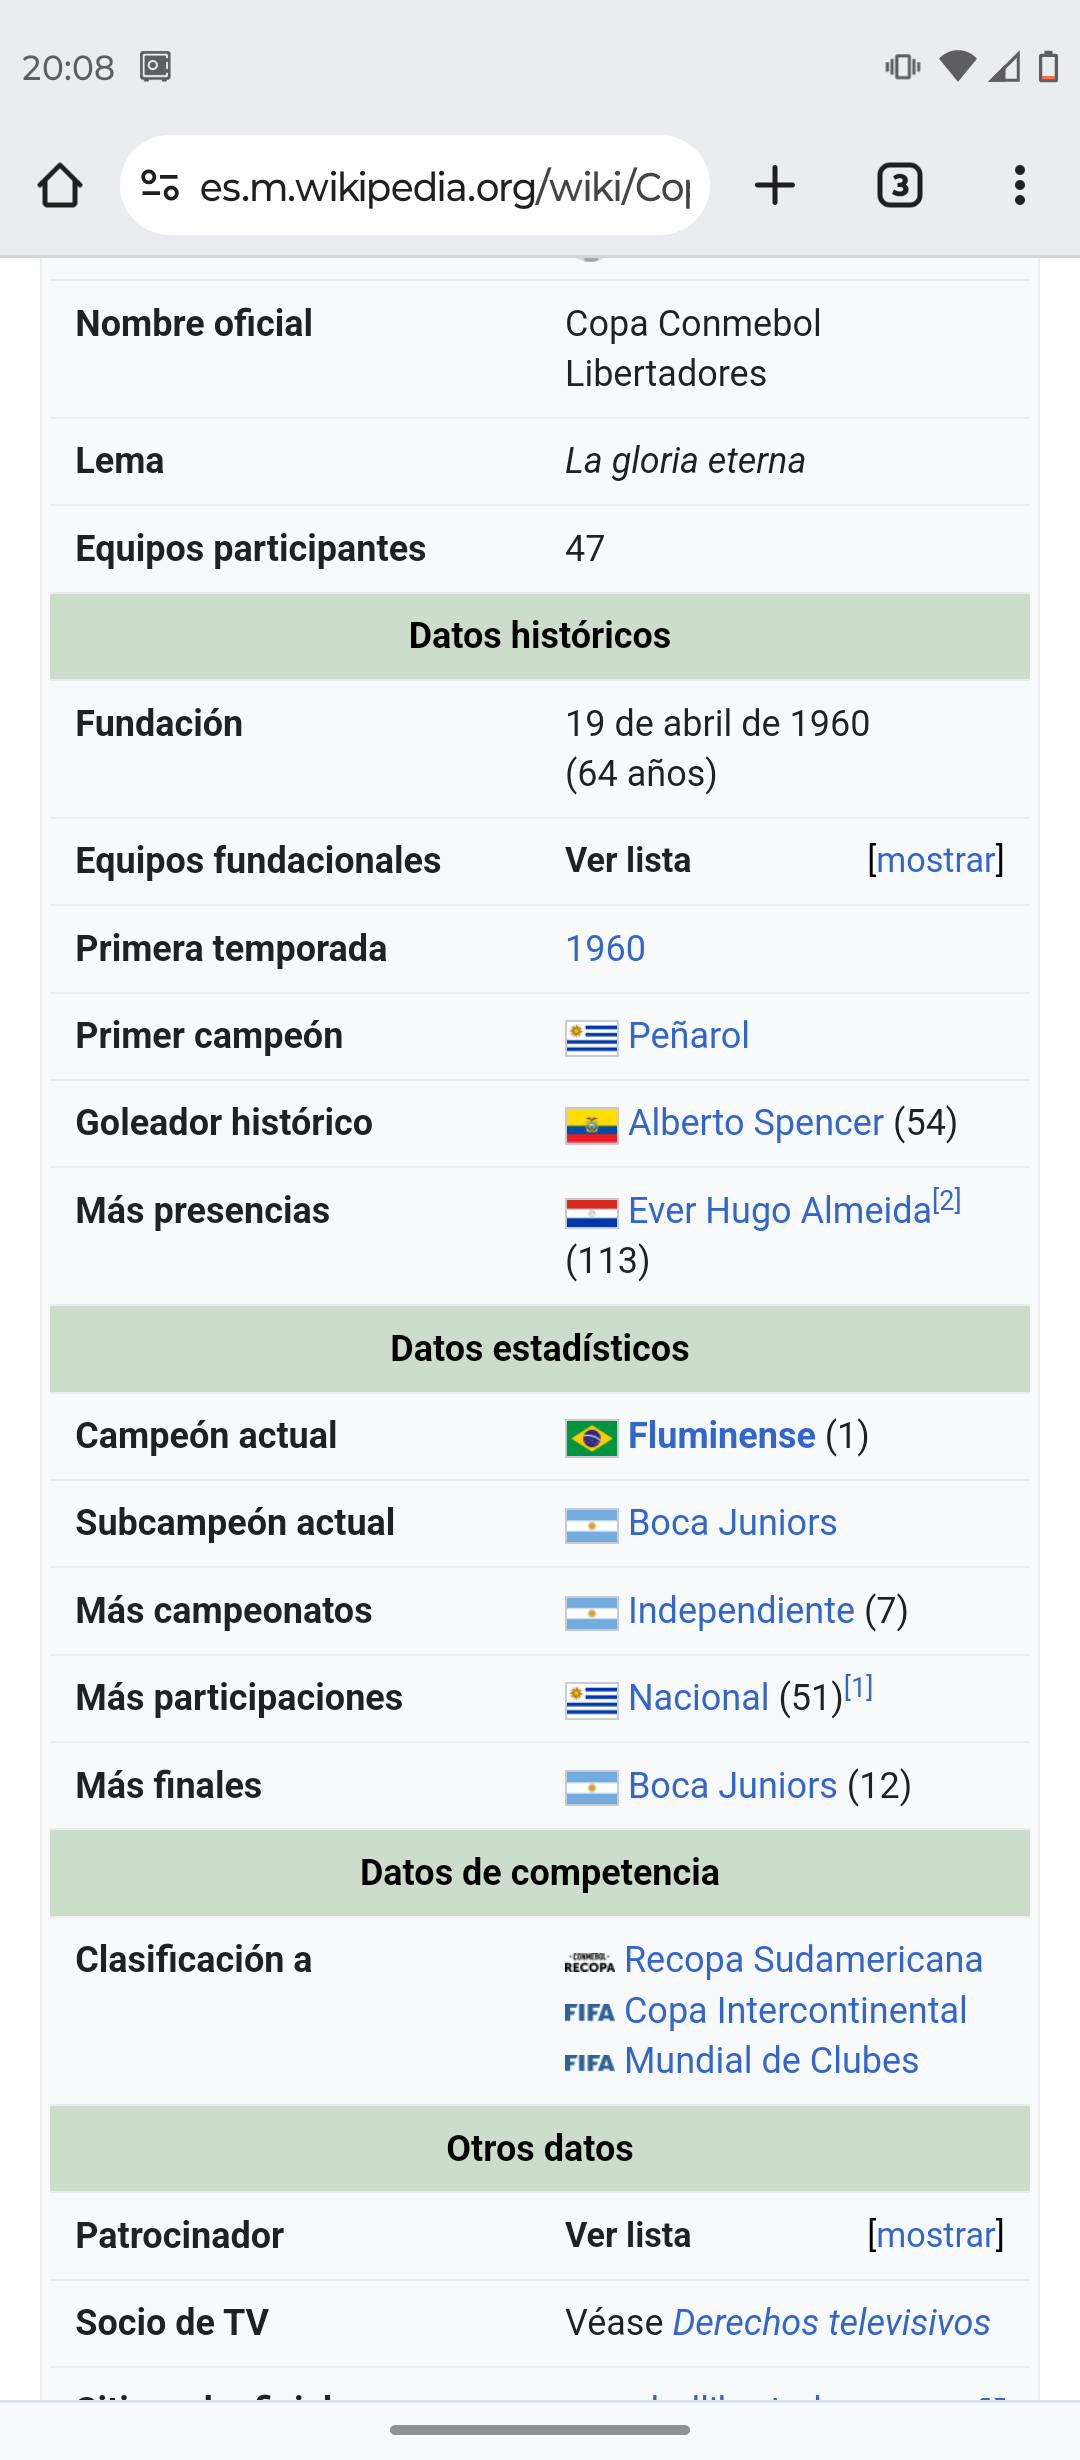 20:08
es.m.wikipedia.org/wiki/Co
3
Nombre oficial
Copa Conmebol
Libertadores
Lema
La gloria eterna
Equipos participantes
47
Datos históricos
Fundación
19 de abril de 1960
(64 años)
Equipos fundacionales
Ver lista
[mostrar]
Primera temporada
1960
Primer campeón
Peñarol
Goleador histórico
Alberto Spencer (54)
Más presencias
Ever Hugo Almeida[2]
(113)
Datos estadísticos
Campeón actual
Fluminense (1)
Subcampeón actual
Boca Juniors
Más campeonatos
Independiente (7)
Más participaciones
Nacional (51)[1]
Más finales
Boca Juniors (12)
Datos de competencia
Clasificación a
CONMEBOL RECOPA Recopa Sudamericana
FIFA Copa Intercontinental
FIFA Mundial de Clubes
Otros datos
Patrocinador
Ver lista
[mostrar]
Socio de TV
Véase Derechos televisivos